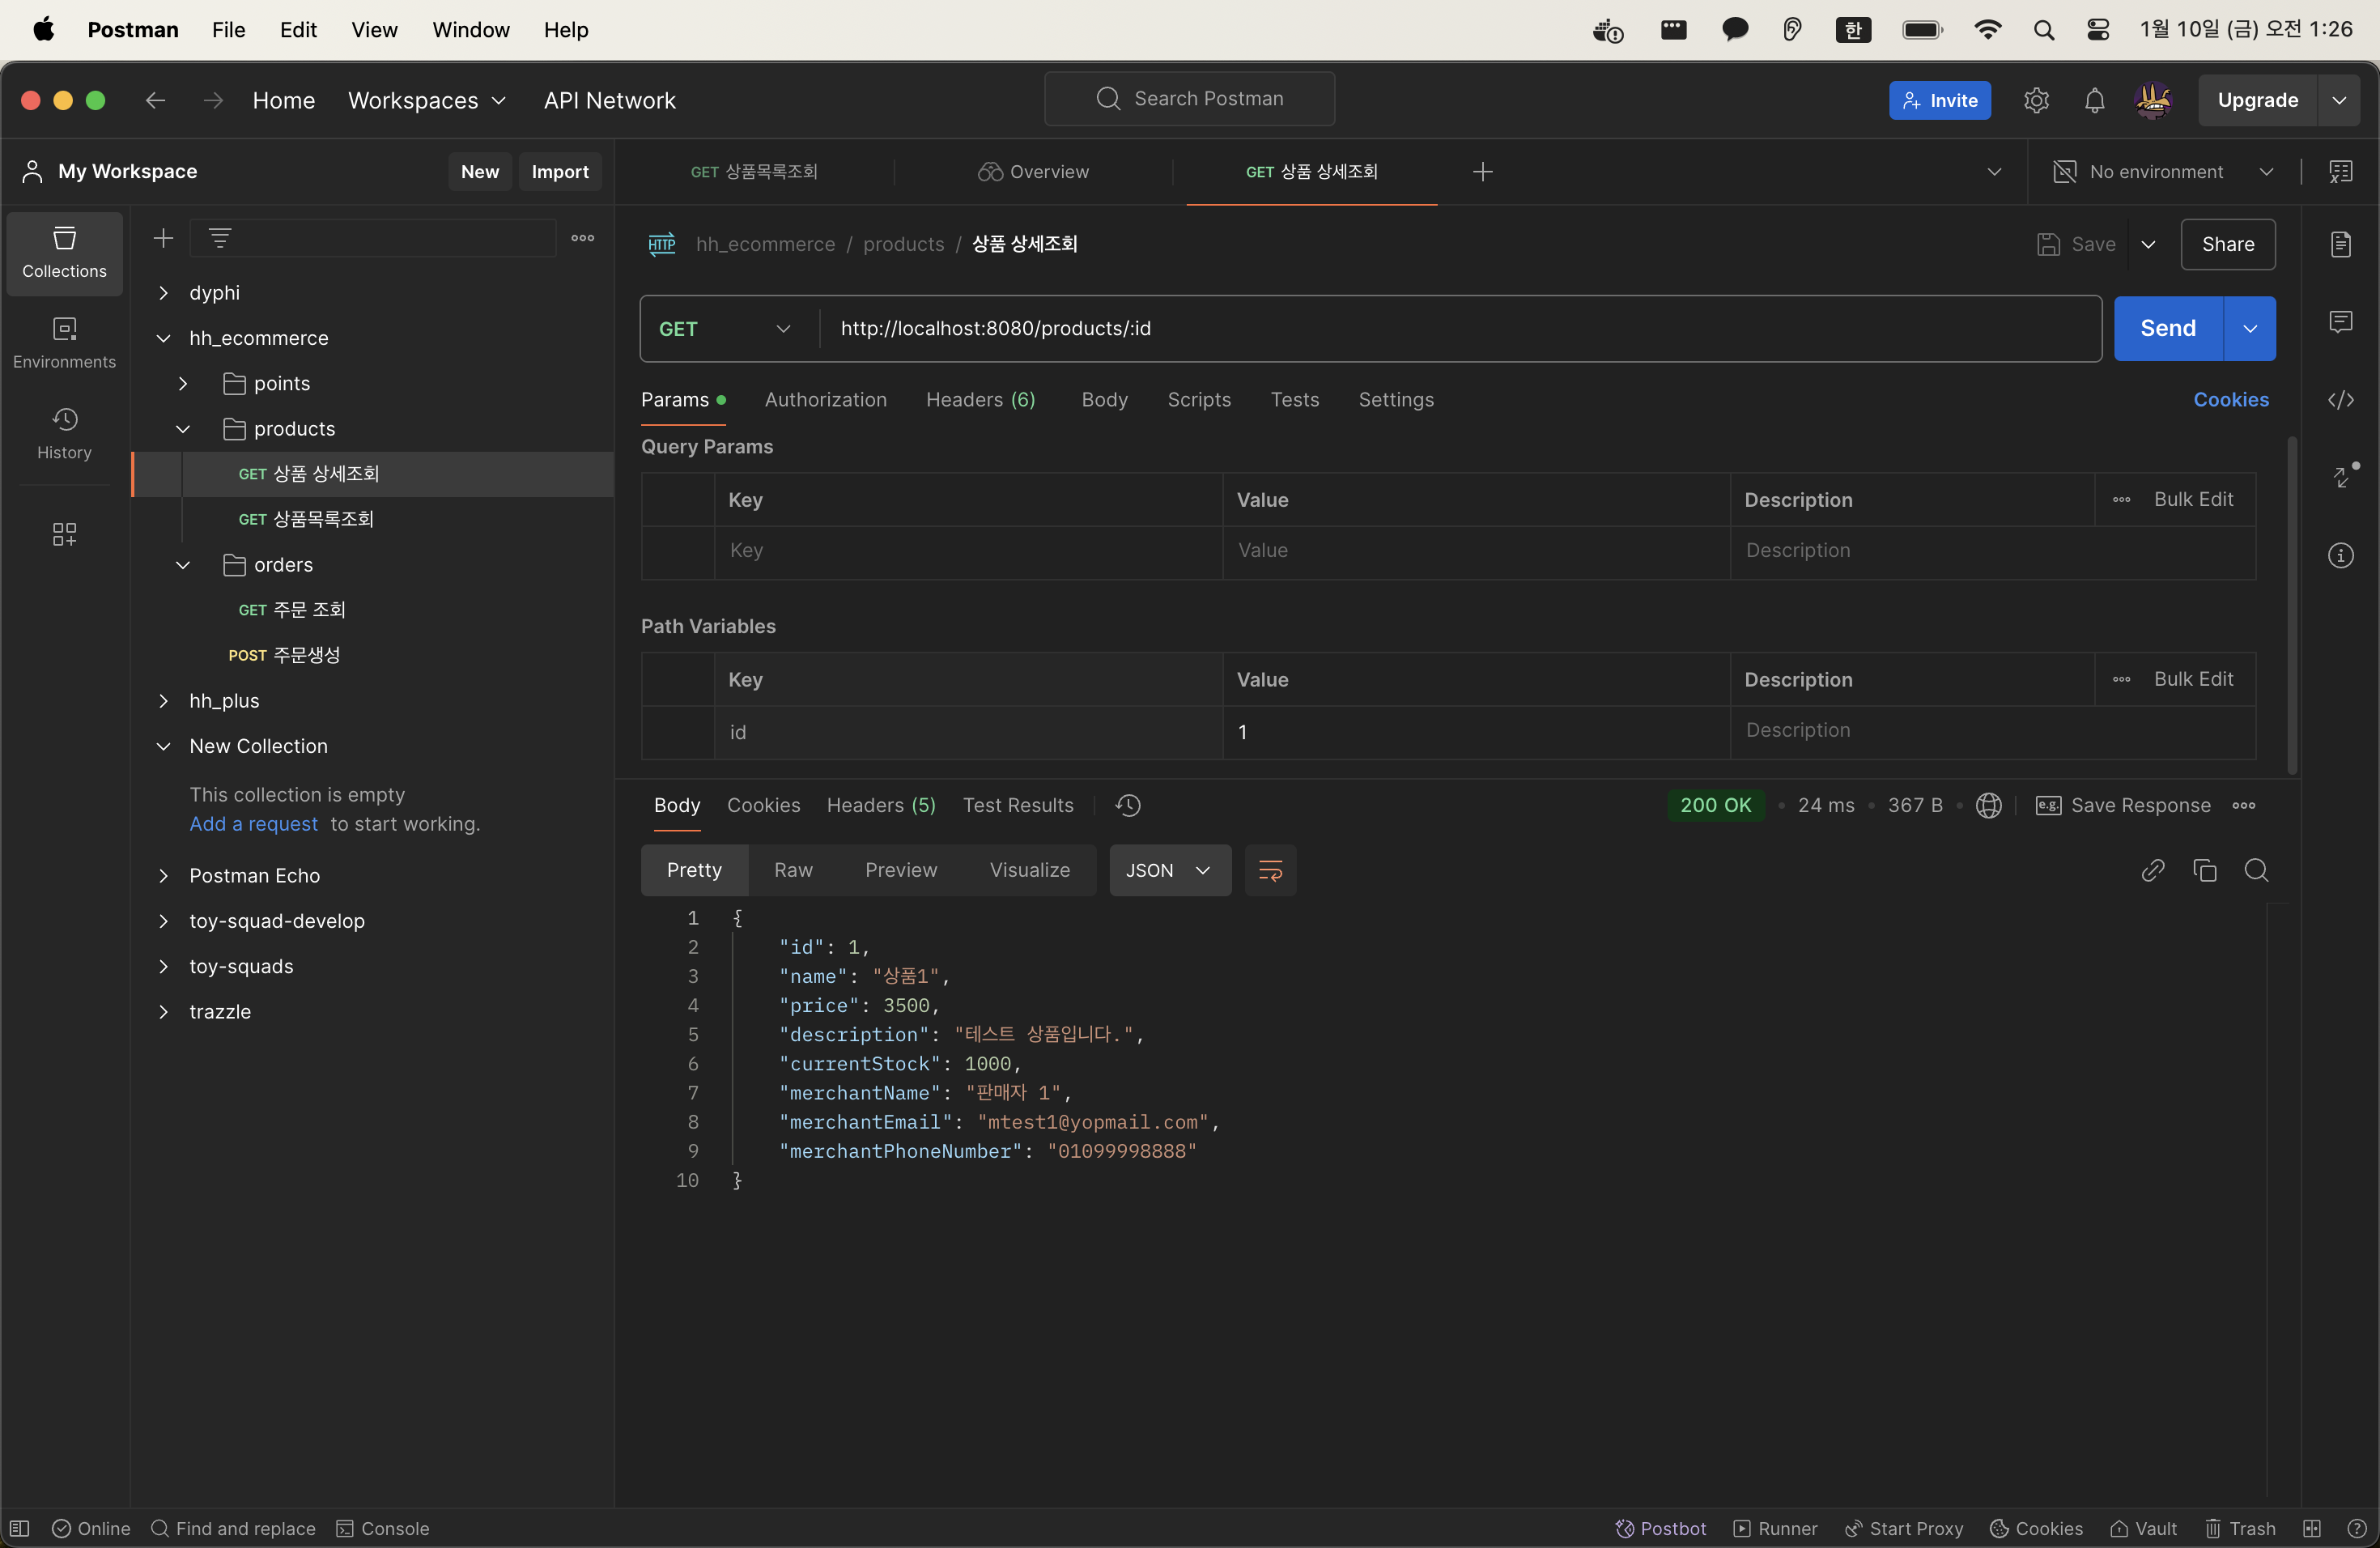 Postman File Edit View Window Help 한 1월 10일 (금) 오전 1:26
Home Workspaces API Network Search Postman Invite Upgrade
My Workspace New Import GET 상품목록조회 Overview GET 상품 상세조회 No environment
Collections
Environments
History
dyphi
hh_ecommerce
points
products
GET 상품 상세조회
GET 상품목록조회
orders
GET 주문 조회
POST 주문생성
hh_plus
New Collection
This collection is empty
Add a request to start working.
Postman Echo
toy-squad-develop
toy-squads
trazzle
HTTP hh_ecommerce / products / 상품 상세조회 Save Share
GET http://localhost:8080/products/:id Send
Params Authorization Headers (6) Body Scripts Tests Settings Cookies
Query Params
Key Value Description Bulk Edit
Key Value Description
Path Variables
Key Value Description Bulk Edit
id 1 Description
Body Cookies Headers (5) Test Results 200 OK 24 ms 367 B e.g. Save Response
Pretty Raw Preview Visualize JSON
1 {
2 "id": 1,
3 "name": "상품1",
4 "price": 3500,
5 "description": "테스트 상품입니다.",
6 "currentStock": 1000,
7 "merchantName": "판매자 1",
8 "merchantEmail": "mtest1@yopmail.com",
9 "merchantPhoneNumber": "01099998888"
10 }
Online Find and replace Console Postbot Runner Start Proxy Cookies Vault Trash